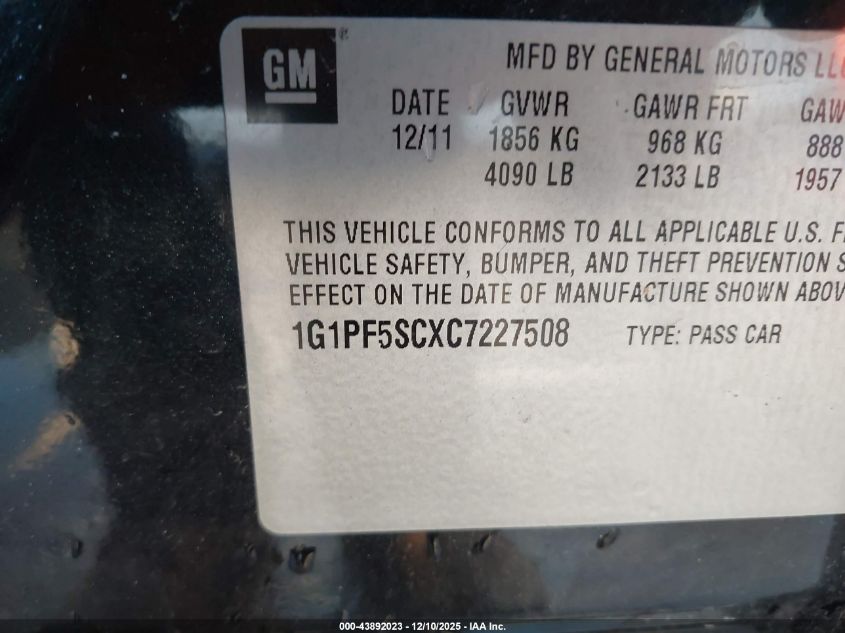 GM®
MFD BY GENERAL MOTORS LLC
DATE GVWR GAWR FRT GAW
12/11 1856 KG 968 KG 888
4090 LB 2133 LB 1957
THIS VEHICLE CONFORMS TO ALL APPLICABLE U.S. F
VEHICLE SAFETY, BUMPER, AND THEFT PREVENTION S
EFFECT ON THE DATE OF MANUFACTURE SHOWN ABOV
1G1PF5SCXC7227508 TYPE: PASS CAR
000-43892023 - 12/10/2025 - IAA Inc.